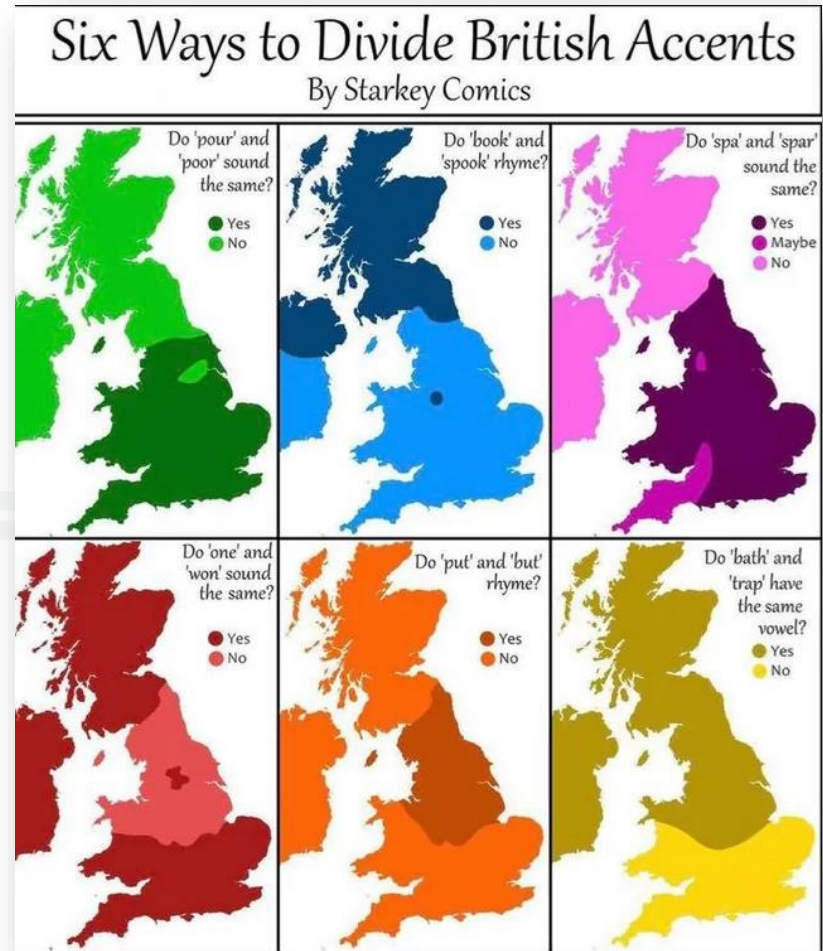 Six Ways to Divide British Accents
By Starkey Comics
Do 'pour' and
'poor' sound
the same?
Yes
No
Do 'book' and
'spook' rhyme?
Yes
No
Do 'spa' and 'spar'
sound the
same?
Yes
Maybe
No
Do 'one' and
'won' sound
the same?
Yes
No
Do 'put' and 'but'
rhyme?
Yes
No
Do 'bath' and
'trap' have
the same
vowel?
Yes
No